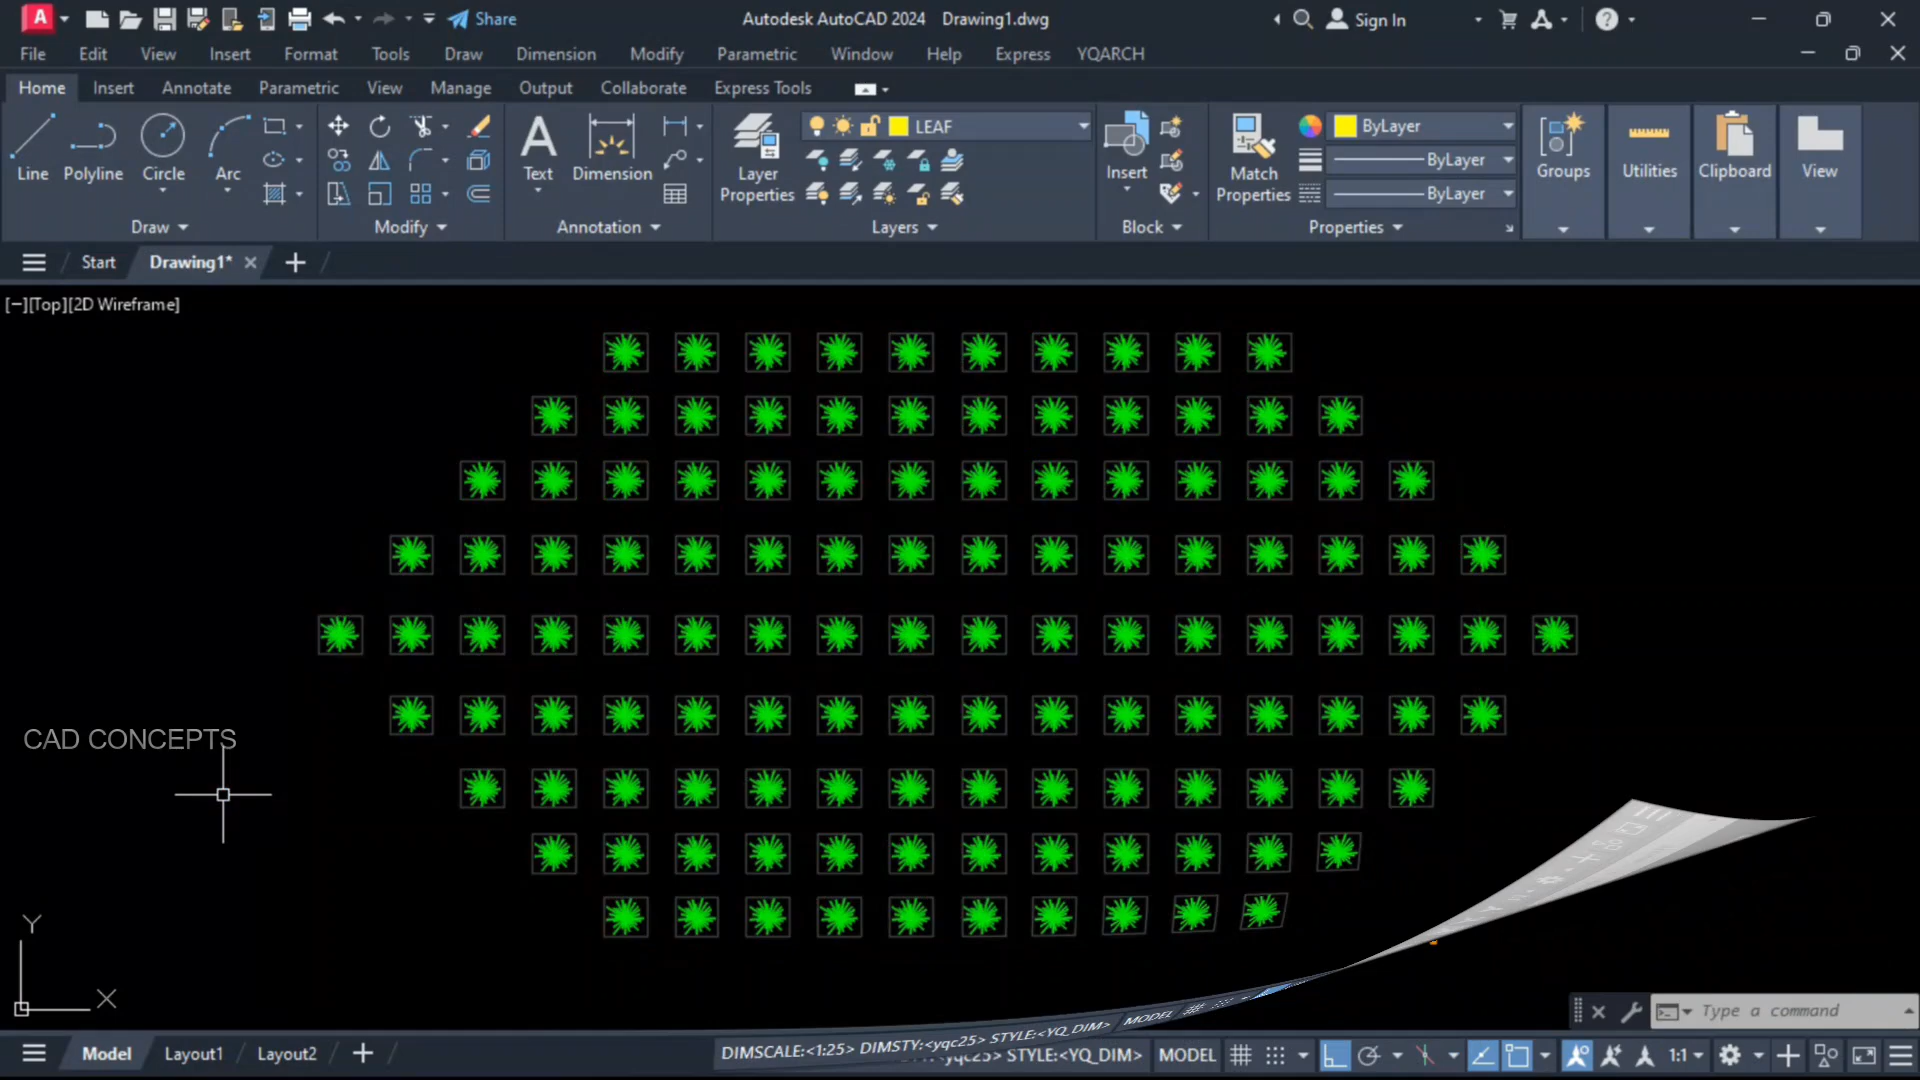 Share
Autodesk AutoCAD 2024 Drawing1.dwg
Sign In
File Edit View Insert Format Tools Draw Dimension Modify Parametric Window Help Express YQARCH
Home Insert Annotate Parametric View Manage Output Collaborate Express Tools
LEAF
ByLayer
ByLayer
ByLayer
Line Polyline Circle Arc
Text Dimension
Layer Properties
Insert
Match Properties
Groups Utilities Clipboard View
Draw Modify Annotation Layers Block Properties
Start Drawing1*
[−][Top][2D Wireframe]
CAD CONCEPTS
Y
X
Type a command
Model Layout1 Layout2
DIMSCALE:<1:25> DIMSTY:<yqc25> STYLE:<YQ_DIM> MODEL
<yqc25> STYLE:<YQ_DIM> MODEL 1:1